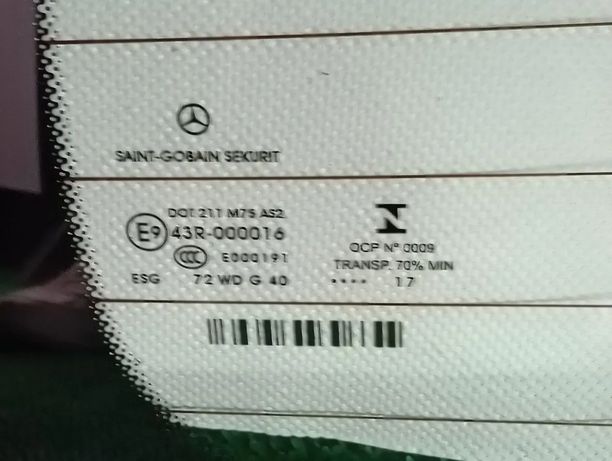 SAINT-GOBAIN SEKURIT
DOT 211 M75 AS2
E9 43R-000016
CCC E000191
ESG 72 WD G 40
N
OCP Nº 0009
TRANSP. 70% MIN
•••• 17